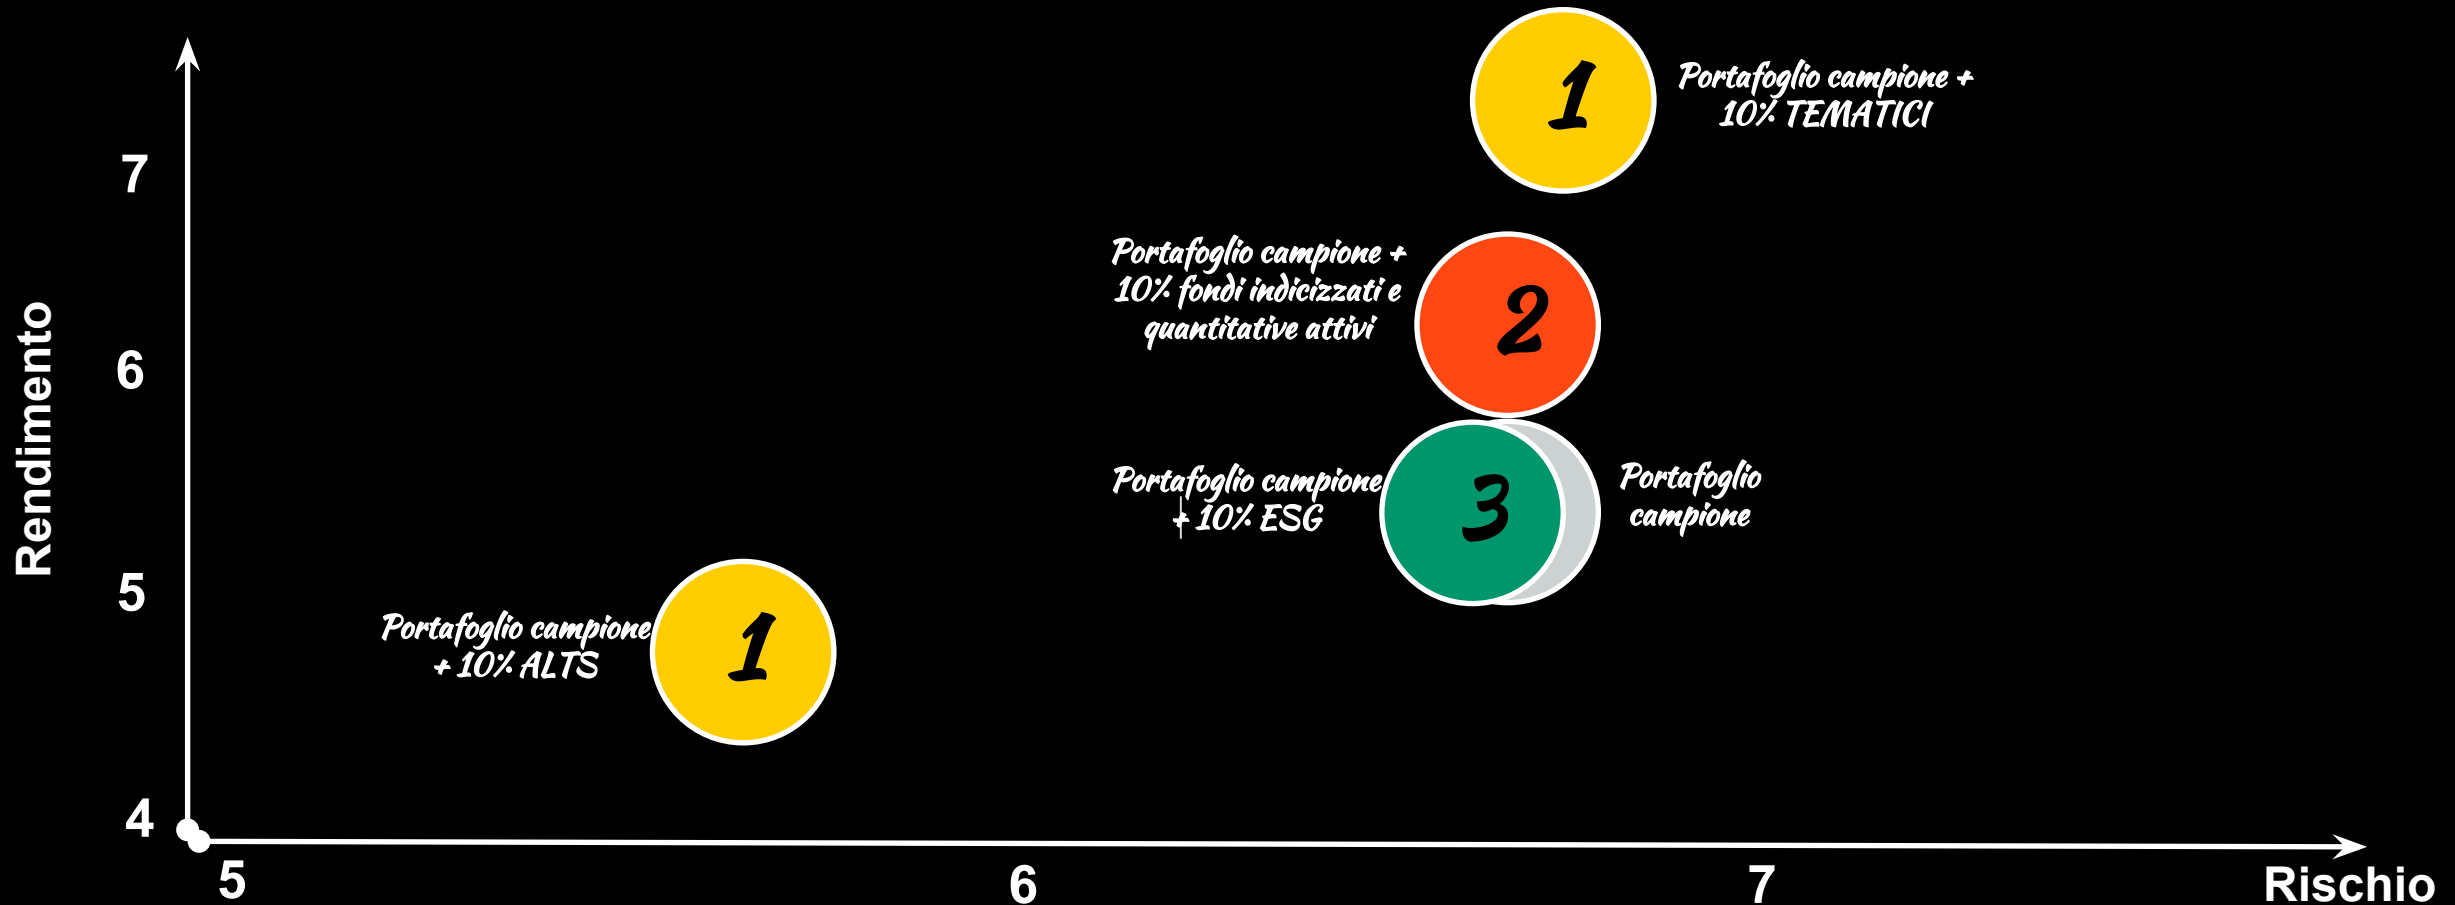 1
Portafoglio campione +
10% TEMATICI
7
Portafoglio campione +
10% fondi indicizzati e
quantitative attivi
2
6
Rendimento
Portafoglio campione
+ 10% ESG
3
Portafoglio
campione
5
Portafoglio campione
+ 10% ALTS
1
4
5
6
7
Rischio